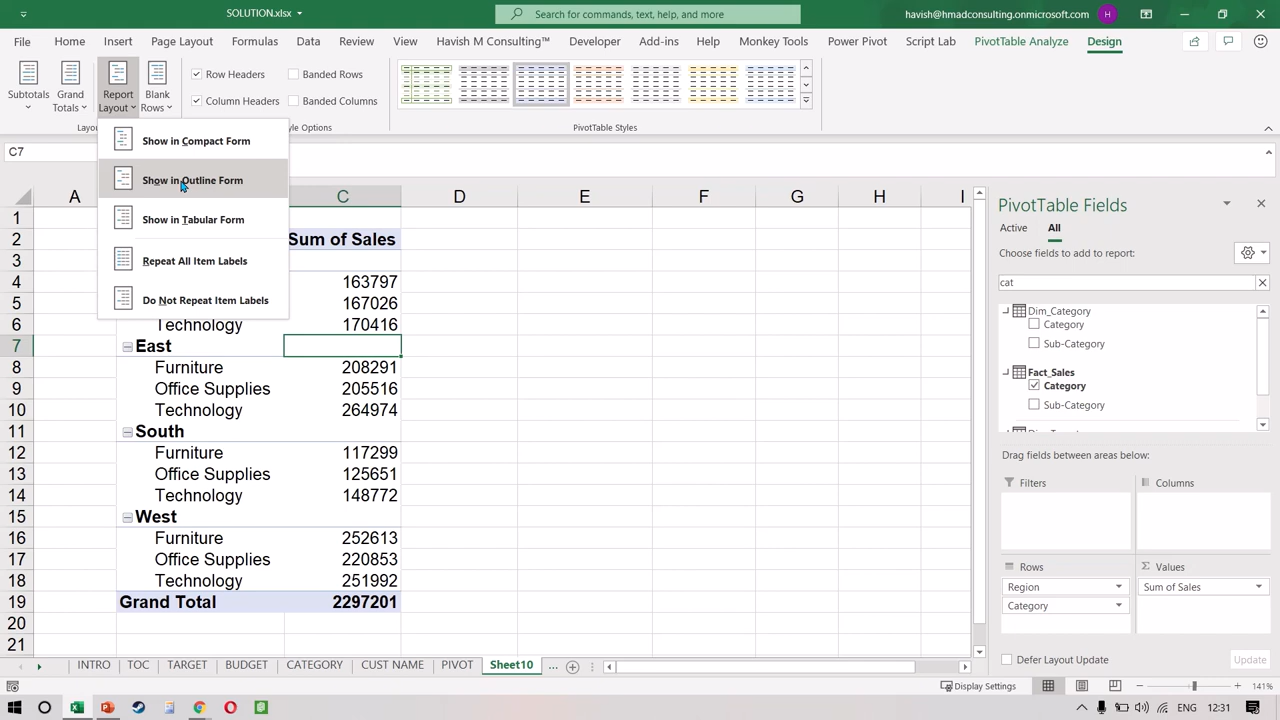 SOLUTION.xlsx
Search for commands, text, help, and more
havish@hmadconsulting.onmicrosoft.com
H
File Home Insert Page Layout Formulas Data Review View Havish M Consulting™ Developer Add-ins Help Monkey Tools Power Pivot Script Lab PivotTable Analyze Design
Subtotals
Grand Totals
Report Layout
Blank Rows
Row Headers
Banded Rows
Column Headers
Banded Columns
Style Options
PivotTable Styles
C7
Show in Compact Form
Show in Outline Form
Show in Tabular Form
Repeat All Item Labels
Do Not Repeat Item Labels
A C D E F G H I
1
2 Sum of Sales
3
4 163797
5 167026
6 Technology 170416
7 East
8 Furniture 208291
9 Office Supplies 205516
10 Technology 264974
11 South
12 Furniture 117299
13 Office Supplies 125651
14 Technology 148772
15 West
16 Furniture 252613
17 Office Supplies 220853
18 Technology 251992
19 Grand Total 2297201
20
21
PivotTable Fields
Active All
Choose fields to add to report:
cat
Dim_Category
Category
Sub-Category
Fact_Sales
Category
Sub-Category
Drag fields between areas below:
Filters
Columns
Rows
Region
Category
Values
Sum of Sales
Defer Layout Update
Update
INTRO TOC TARGET BUDGET CATEGORY CUST NAME PIVOT Sheet10 ...
Display Settings
141%
ENG 12:31